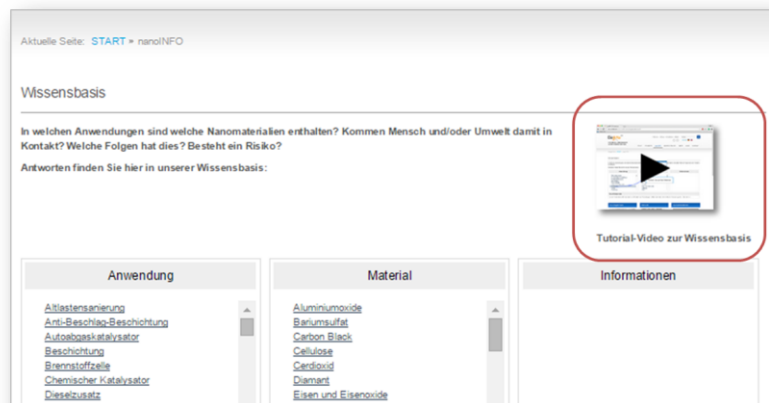 Aktuelle Seite: START » nanoINFO
Wissensbasis
In welchen Anwendungen sind welche Nanomaterialien enthalten? Kommen Mensch und/oder Umwelt damit in
Kontakt? Welche Folgen hat dies? Besteht ein Risiko?
Antworten finden Sie hier in unserer Wissensbasis:
Tutorial-Video zur Wissensbasis
Anwendung
Altlastensanierung
Anti-Beschlag-Beschichtung
Autoabgaskatalysator
Beschichtung
Brennstoffzelle
Chemischer Katalysator
Dieselzusatz
Material
Aluminiumoxide
Bariumsulfat
Carbon Black
Cellulose
Cerdioxid
Diamant
Eisen und Eisenoxide
Informationen